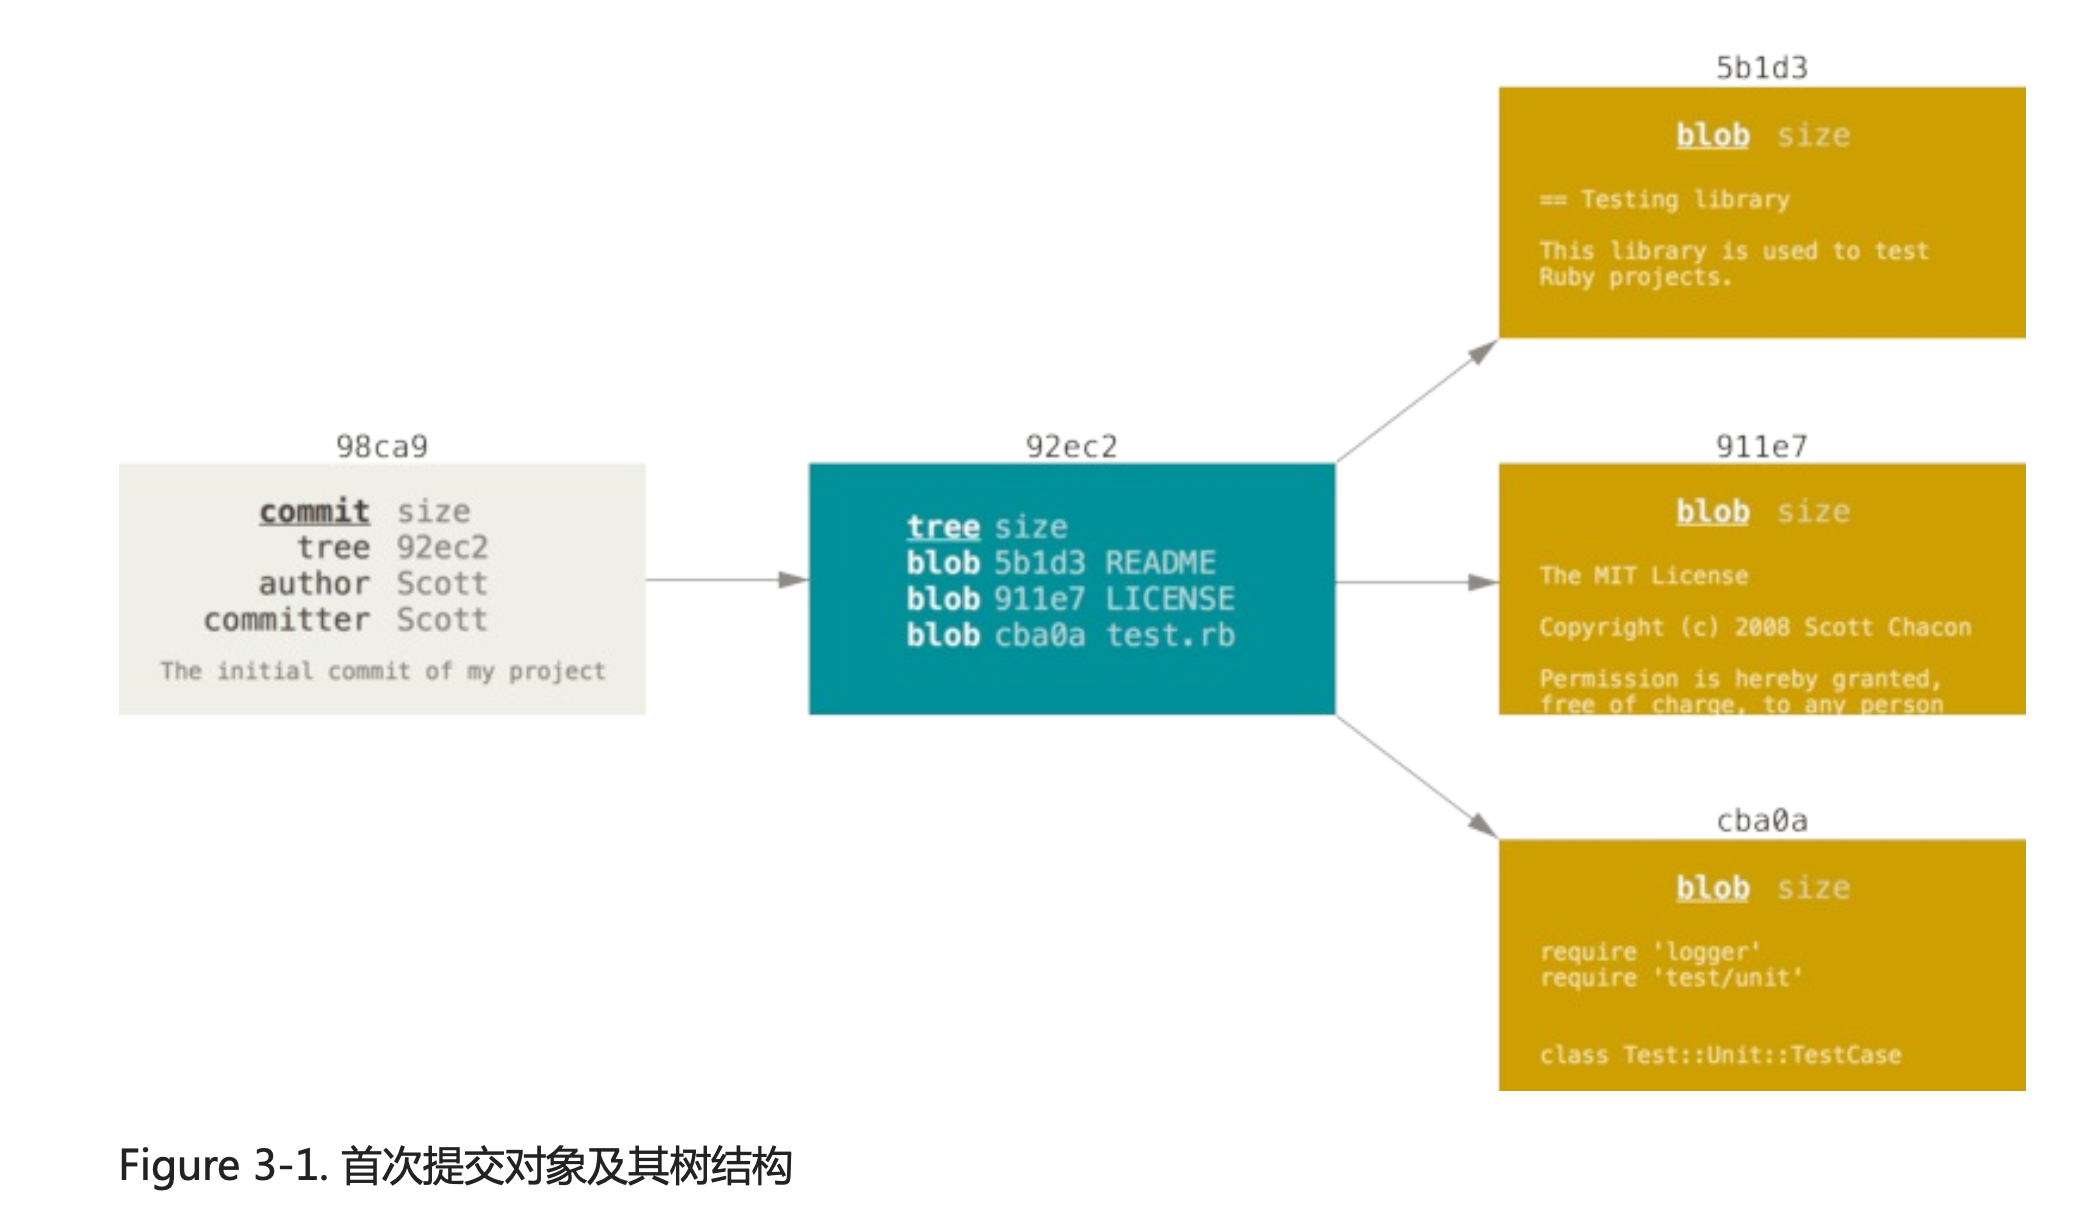 98ca9
commit size
tree 92ec2
author Scott
committer Scott
The initial commit of my project
92ec2
tree size
blob 5b1d3 README
blob 911e7 LICENSE
blob cba0a test.rb
5b1d3
blob size
== Testing library
This library is used to test
Ruby projects.
911e7
blob size
The MIT License
Copyright (c) 2008 Scott Chacon
Permission is hereby granted,
free of charge, to any person
cba0a
blob size
require 'logger'
require 'test/unit'
class Test::Unit::TestCase
Figure 3-1. 首次提交对象及其树结构